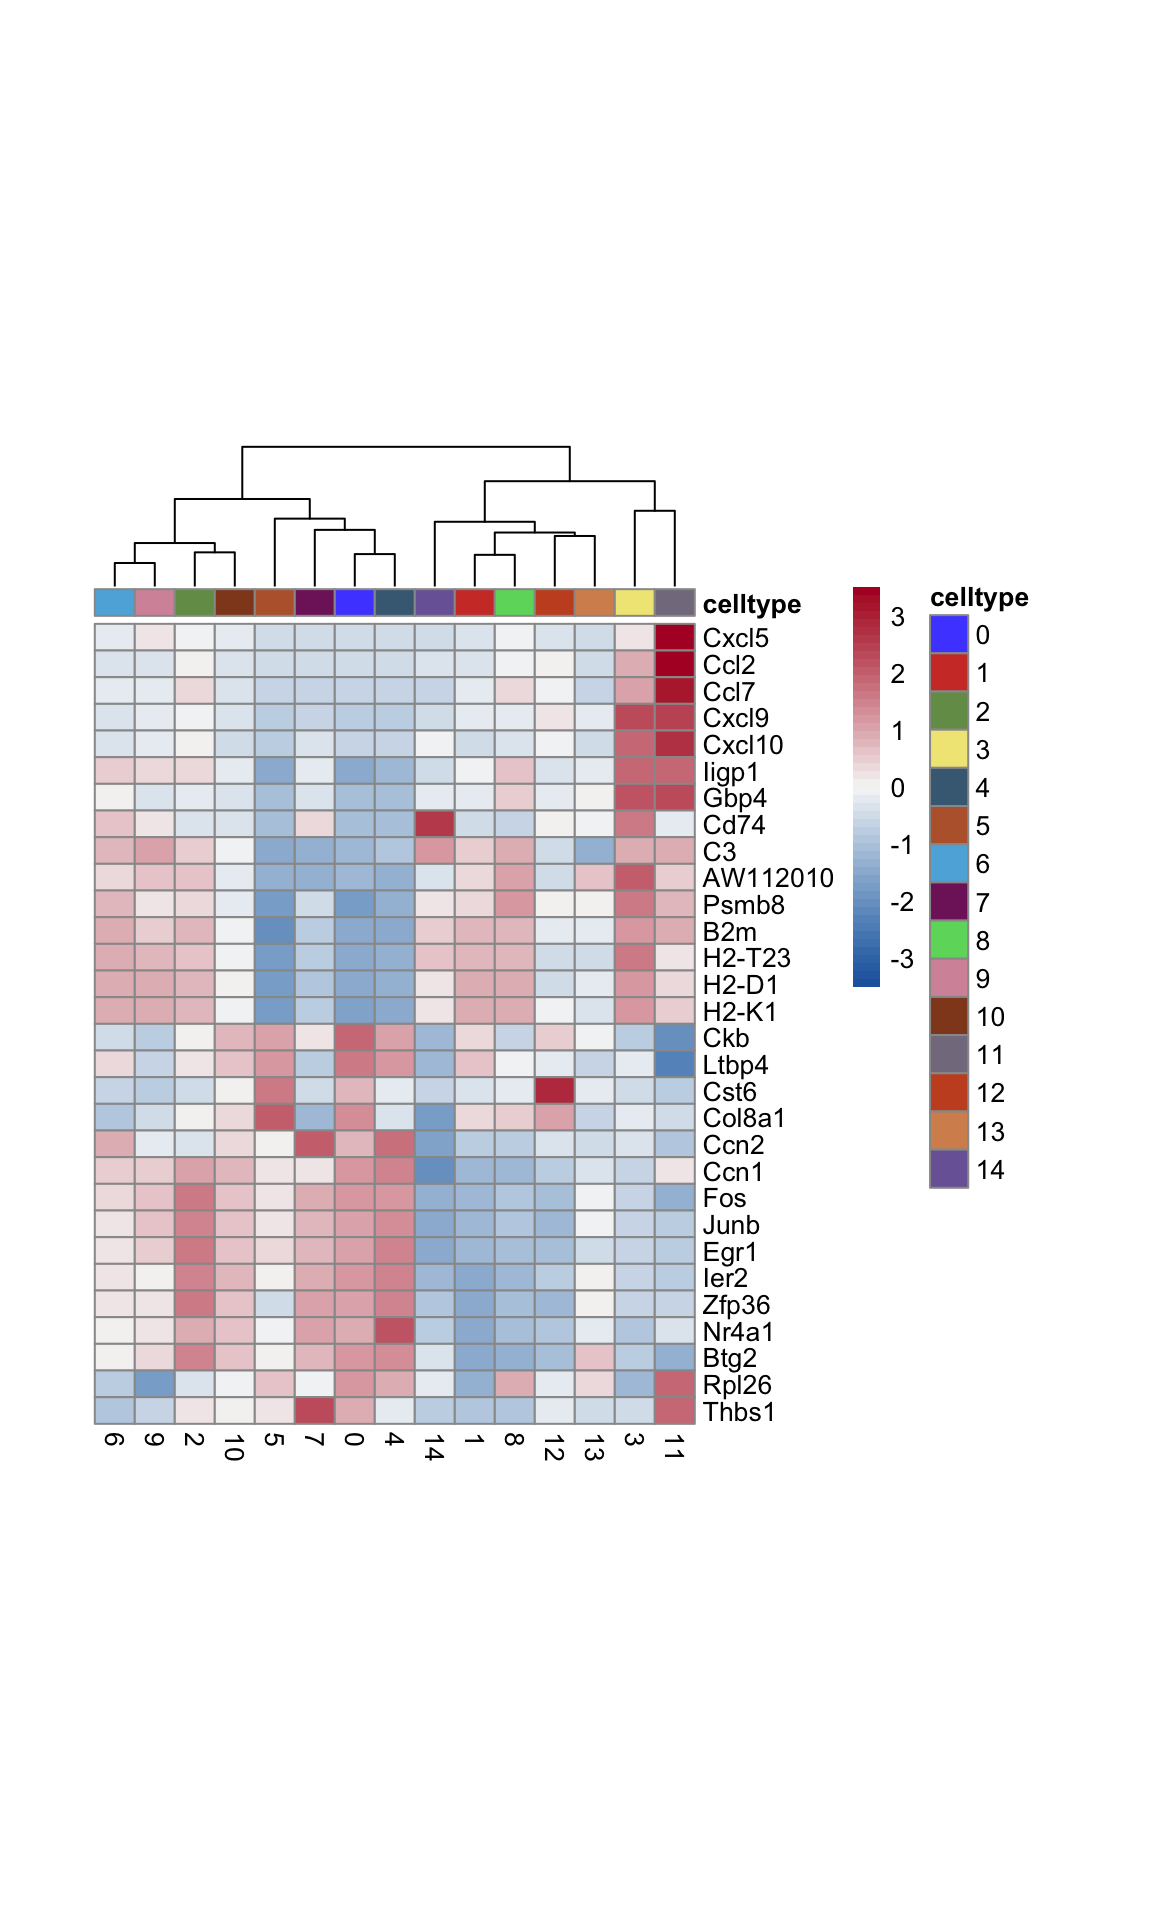 celltype
Cxcl5
Ccl2
Ccl7
Cxcl9
Cxcl10
Iigp1
Gbp4
Cd74
C3
AW112010
Psmb8
B2m
H2-T23
H2-D1
H2-K1
Ckb
Ltbp4
Cst6
Col8a1
Ccn2
Ccn1
Fos
Junb
Egr1
Ier2
Zfp36
Nr4a1
Btg2
Rpl26
Thbs1
6 9 2 10 5 7 0 4 14 1 8 12 13 3 11
3
2
1
0
-1
-2
-3
celltype
0
1
2
3
4
5
6
7
8
9
10
11
12
13
14